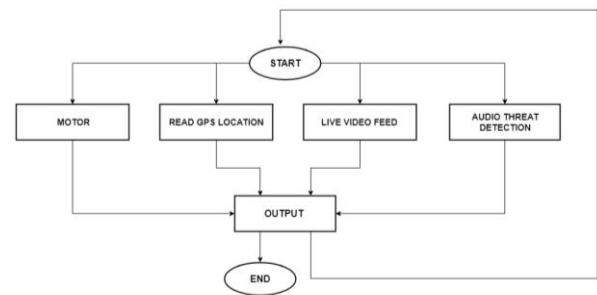 START
MOTOR
READ GPS LOCATION
LIVE VIDEO FEED
AUDIO THREAT
DETECTION
OUTPUT
END